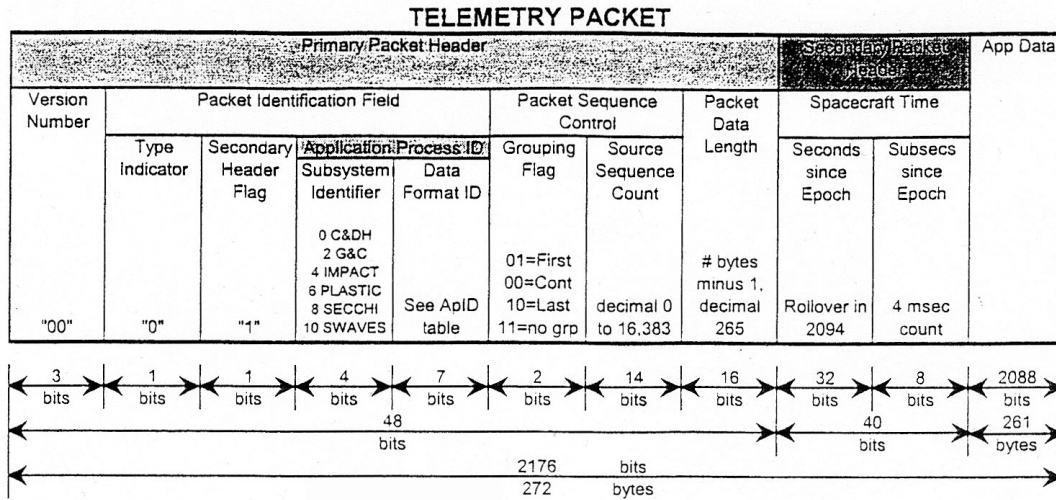 TELEMETRY PACKET
Primary Packet Header
Secondary Packet Header
App Data
Version Number
Packet Identification Field
Packet Sequence Control
Packet Data Length
Spacecraft Time
Type Indicator
Secondary Header Flag
Application Process ID
Subsystem Identifier
Data Format ID
Grouping Flag
Source Sequence Count
Seconds since Epoch
Subsecs since Epoch
0 C&DH
2 G&C
4 IMPACT
6 PLASTIC
8 SECCHI
10 SWAVES
See ApID table
01=First
00=Cont
10=Last
11=no grp
decimal 0 to 16,383
# bytes minus 1, decimal 265
Rollover in 2094
4 msec count
"00"
"0"
"1"
3 bits
1 bits
1 bits
4 bits
7 bits
2 bits
14 bits
16 bits
32 bits
8 bits
2088 bits
48 bits
40 bits
261 bytes
2176 bits
272 bytes